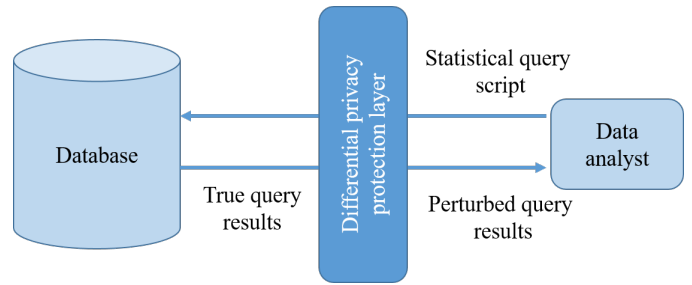 Database
True query
results
Differential privacy
protection layer
Statistical query
script
Perturbed query
results
Data
analyst